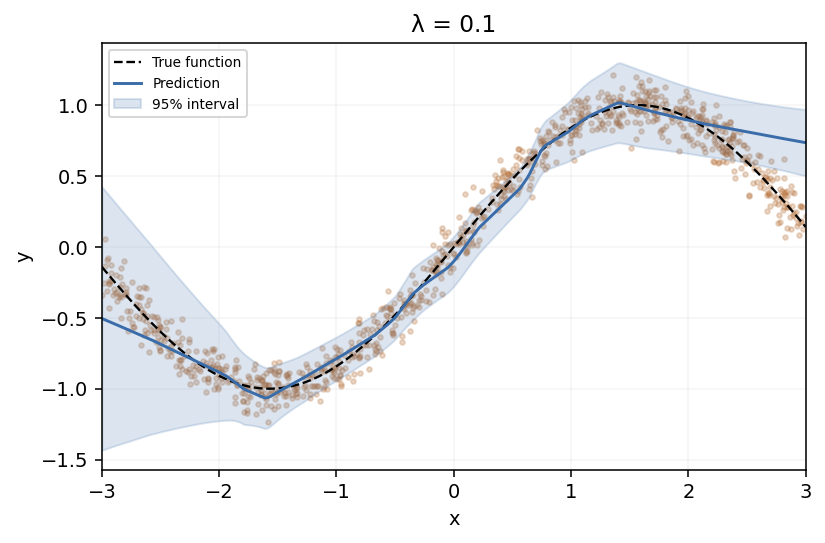 λ = 0.1
True function
Prediction
95% interval
y
1.0
0.5
0.0
−0.5
−1.0
−1.5
−3 −2 −1 0 1 2 3
x